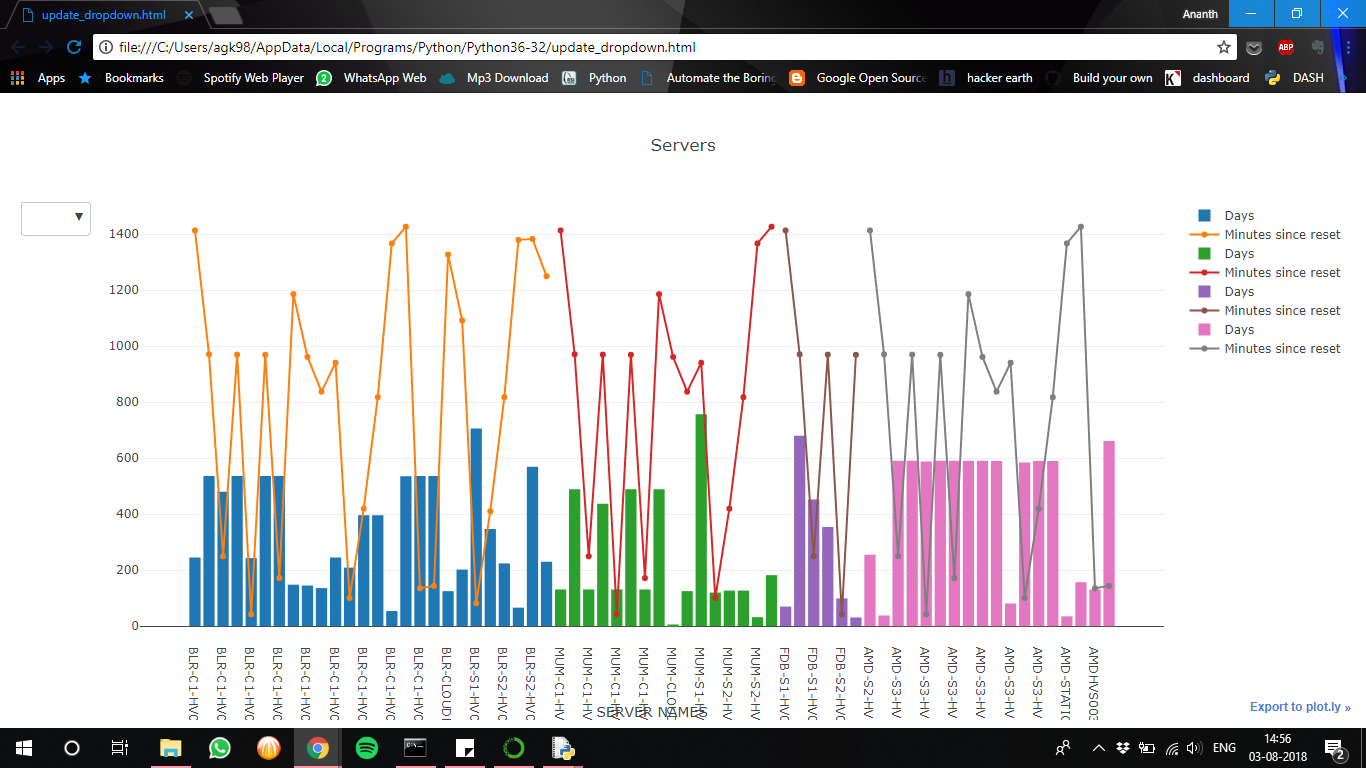 update_dropdown.html
Ananth
file:///C:/Users/agk98/AppData/Local/Programs/Python/Python36-32/update_dropdown.html
ABP
Apps Bookmarks Spotify Web Player 2 WhatsApp Web Mp3 Download Python Automate the Boring Google Open Source h hacker earth Build your own K dashboard DASH
Servers
1400
1200
1000
800
600
400
200
0
Days
Minutes since reset
Days
Minutes since reset
Days
Minutes since reset
Days
Minutes since reset
BLR-C1-HVC
BLR-C1-HVC
BLR-C1-HVC
BLR-C1-HVC
BLR-C1-HVC
BLR-C1-HVC
BLR-C1-HVC
BLR-C1-HVC
BLR-C1-HVC
BLR-CLOUDI
BLR-S1-HVC
BLR-S2-HVC
BLR-S2-HVC
MUM-C1-HV
MUM-C1-HV
MUM-C1-HV
MUM-C1-HV
MUM-CLO
MUM-S1-HV
MUM-S2-HV
MUM-S2-HV
FDB-S1-HVC
FDB-S1-HVC
FDB-S2-HVC
AMD-S2-HV
AMD-S3-HV
AMD-S3-HV
AMD-S3-HV
AMD-S3-HV
AMD-S3-HV
AMD-S3-HV
AMD-STATIC
AMDHVS003
SERVER NAMES
Export to plot.ly »
ENG
14:56
03-08-2018
2